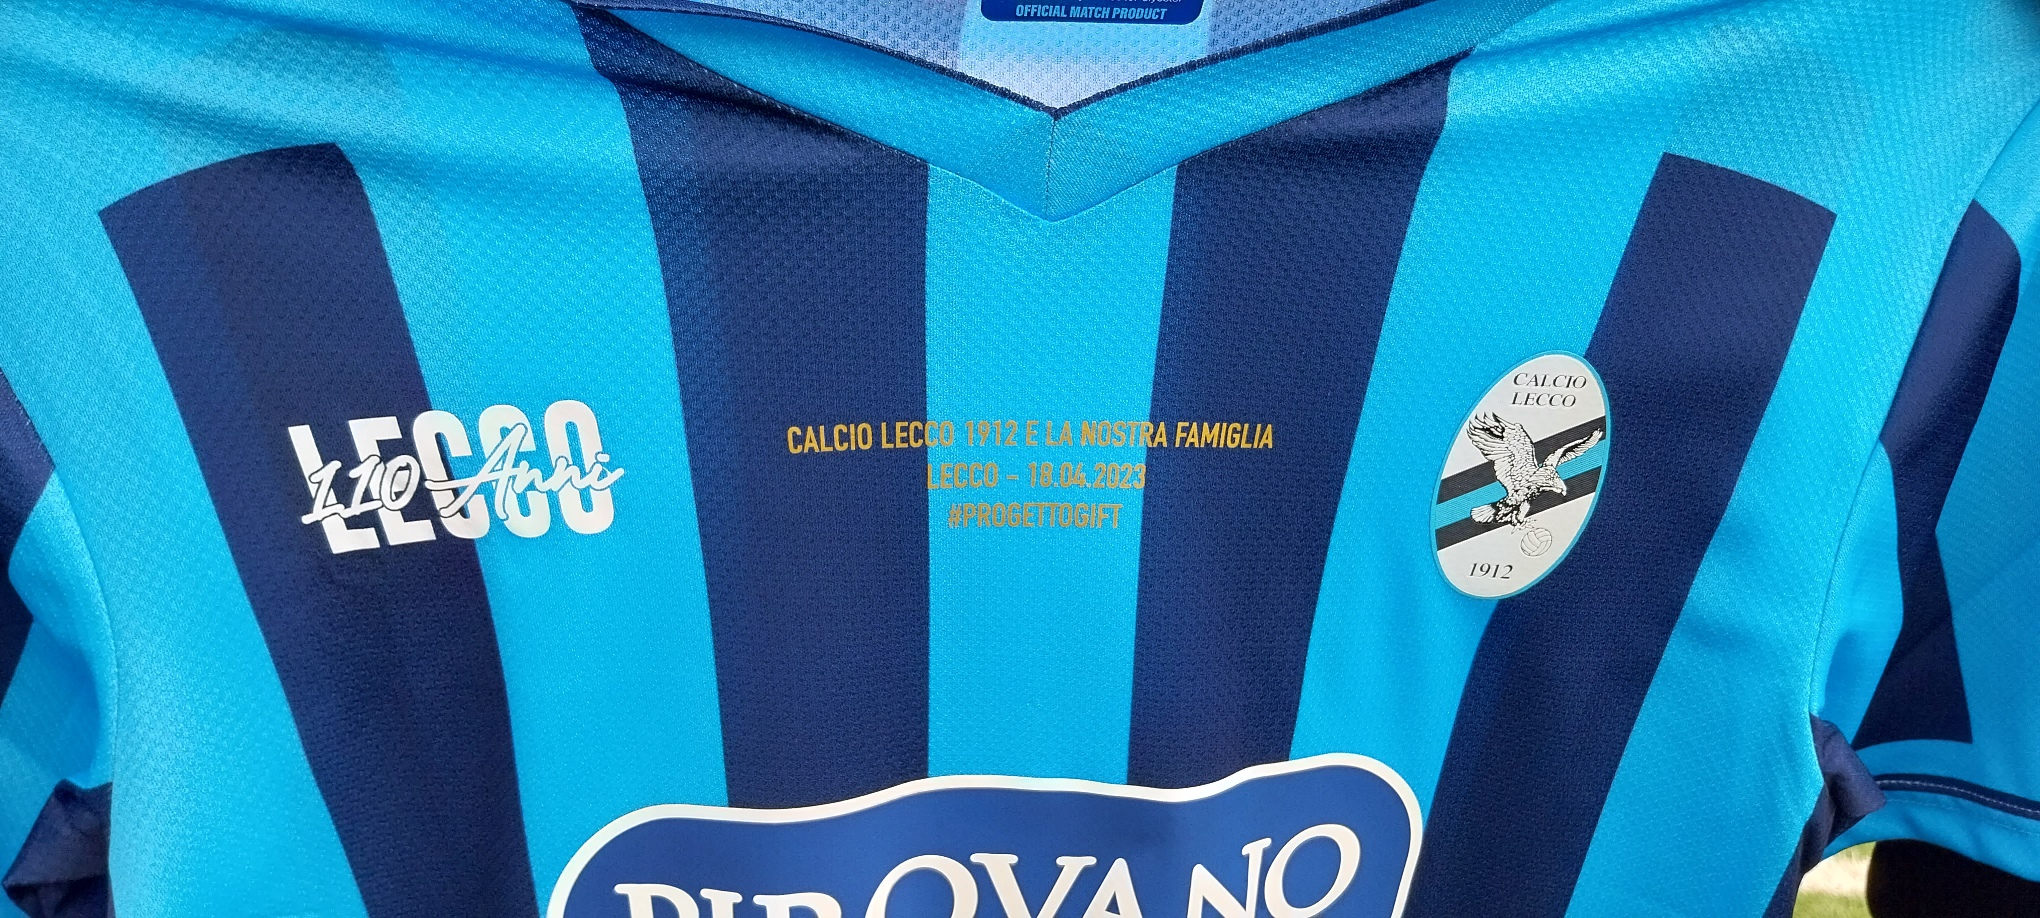 OFFICIAL MATCH PRODUCT
LECCO
110 Anni
CALCIO LECCO 1912 E LA NOSTRA FAMIGLIA
LECCO - 18.04.2023
#PROGETTOGIFT
CALCIO
LECCO
1912
PIROVANO